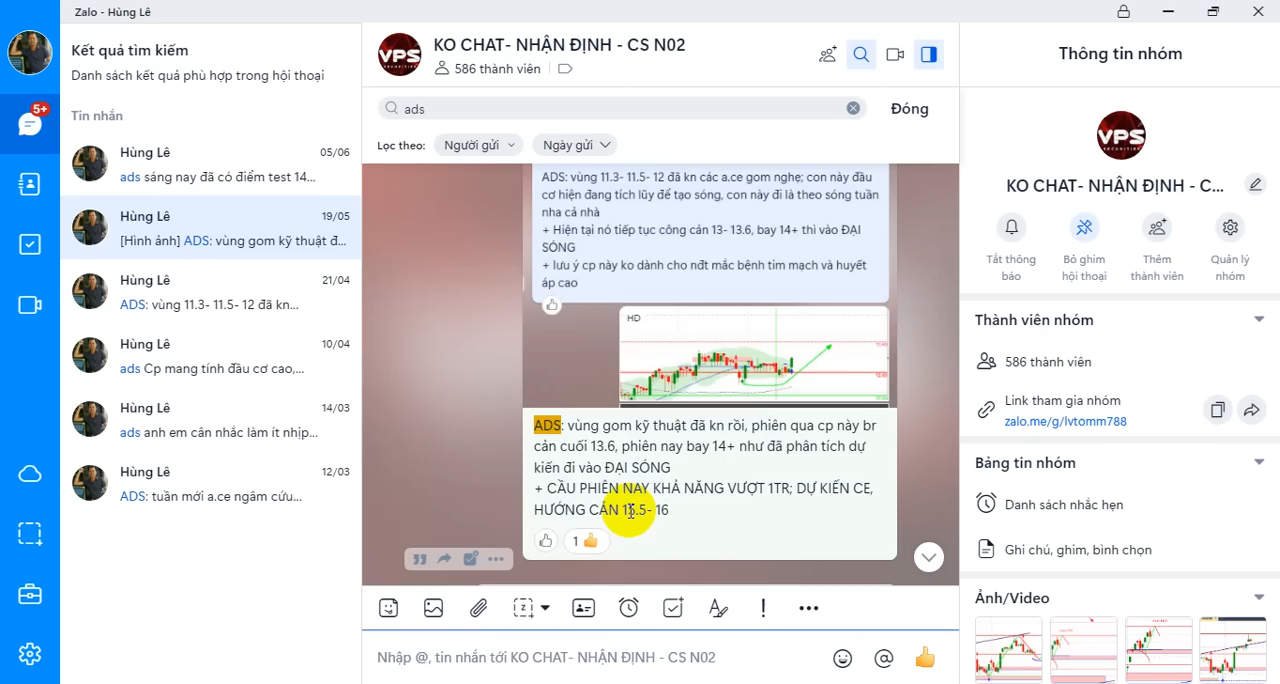 Zalo - Hùng Lê
5+
Kết quả tìm kiếm
Danh sách kết quả phù hợp trong hội thoại
Tin nhắn
Hùng Lê
05/06
ads sáng nay đã có điểm test 14...
Hùng Lê
19/05
[Hình ảnh] ADS: vùng gom kỹ thuật đ...
Hùng Lê
21/04
ADS: vùng 11.3- 11.5- 12 đã kn...
Hùng Lê
10/04
ads Cp mang tính đầu cơ cao,...
Hùng Lê
14/03
ads anh em cân nhắc làm ít nhịp...
Hùng Lê
12/03
ADS: tuần mới a.ce ngâm cứu...
VPS
SECURITIES
KO CHAT- NHẬN ĐỊNH - CS N02
586 thành viên
ads
Đóng
Lọc theo:
Người gửi
Ngày gửi
ADS: vùng 11.3- 11.5- 12 đã kn các a.ce gom nghe; con này đầu
cơ hiện đang tích lũy để tạo sóng, con này đi là theo sóng tuần
nha cả nhà
+ Hiện tại nó tiếp tục công cản 13- 13.6, bay 14+ thì vào ĐẠI
SÓNG
+ lưu ý cp này ko dành cho nđt mắc bệnh tim mạch và huyết
áp cao
HD
ADS: vùng gom kỹ thuật đã kn rồi, phiên qua cp này br
cản cuối 13.6, phiên nay bay 14+ như đã phân tích dự
kiến đi vào ĐẠI SÓNG
+ CẦU PHIÊN NAY KHẢ NĂNG VƯỢT 1TR; DỰ KIẾN CE,
HƯỚNG CẢN 15.5- 16
1
Nhập @, tin nhắn tới KO CHAT- NHẬN ĐỊNH - CS N02
Thông tin nhóm
VPS
SECURITIES
KO CHAT- NHẬN ĐỊNH - C...
Tắt thông
báo
Bỏ ghim
hội thoại
Thêm
thành viên
Quản lý
nhóm
Thành viên nhóm
586 thành viên
Link tham gia nhóm
zalo.me/g/lvtomm788
Bảng tin nhóm
Danh sách nhắc hẹn
Ghi chú, ghim, bình chọn
Ảnh/Video